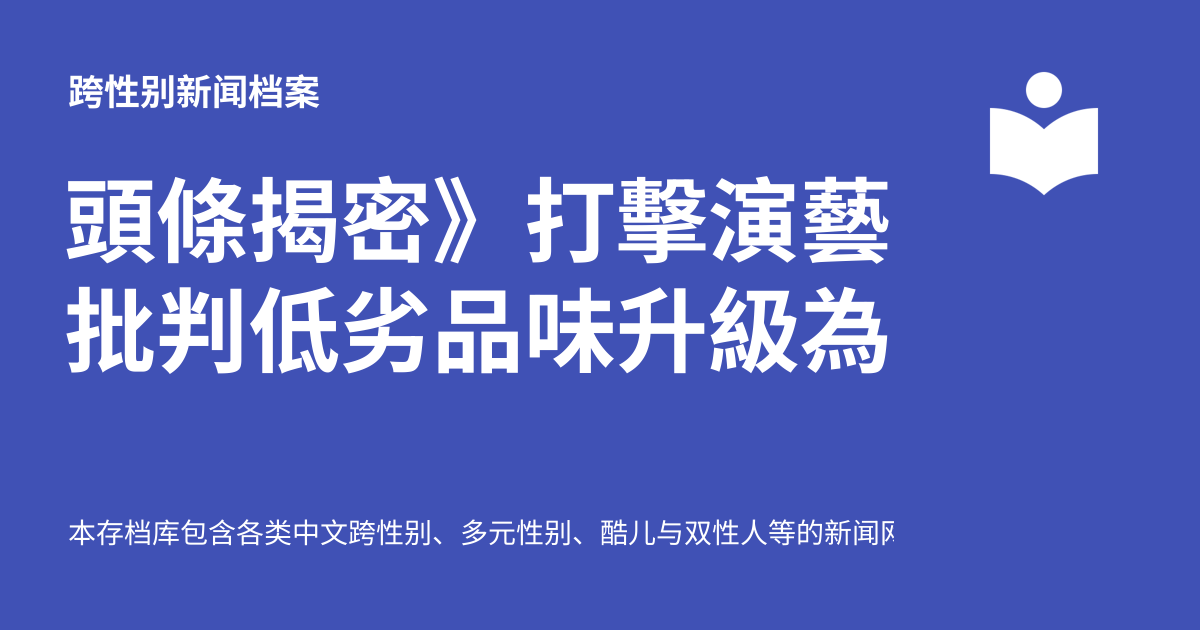 跨性别新闻档案
頭條揭密》打擊演藝
批判低劣品味升級為
本存档库包含各类中文跨性别、多元性别、酷儿与双性人等的新闻网